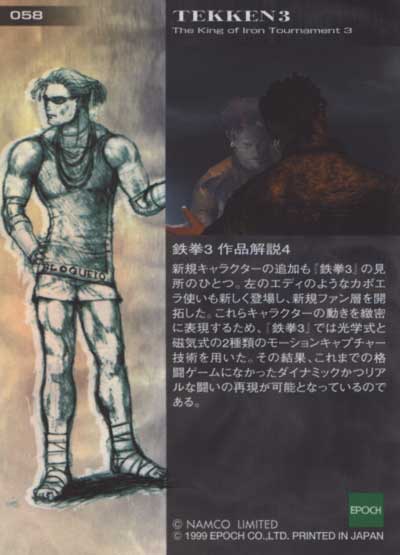 058
TEKKEN3
The King of Iron Tournament 3
鉄拳3 作品解説4
新規キャラクターの追加も『鉄拳3』の見
所のひとつ。左のエディのようなカポエ
ラ使いも新しく登場し、新規ファン層を開
拓した。これらキャラクターの動きを緻密
に表現するため、『鉄拳3』では光学式と
磁気式の2種類のモーションキャプチャー
技術を用いた。その結果、これまでの格
闘ゲームになかったダイナミックかつリア
ルな闘いの再現が可能となっているので
ある。
BLOQUEIO
EPOCH
© NAMCO LIMITED
© 1999 EPOCH CO.,LTD. PRINTED IN JAPAN